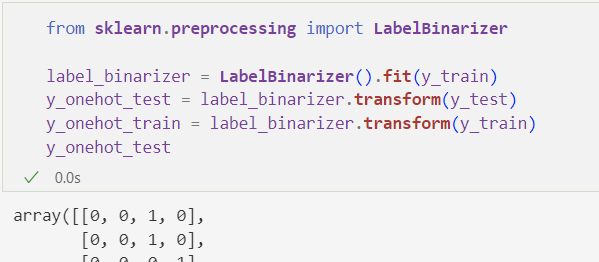 from sklearn.preprocessing import LabelBinarizer
label_binarizer = LabelBinarizer().fit(y_train)
y_onehot_test = label_binarizer.transform(y_test)
y_onehot_train = label_binarizer.transform(y_train)
y_onehot_test
0.0s
array([[0, 0, 1, 0],
[0, 0, 1, 0],
[0, 0, 0, 1]